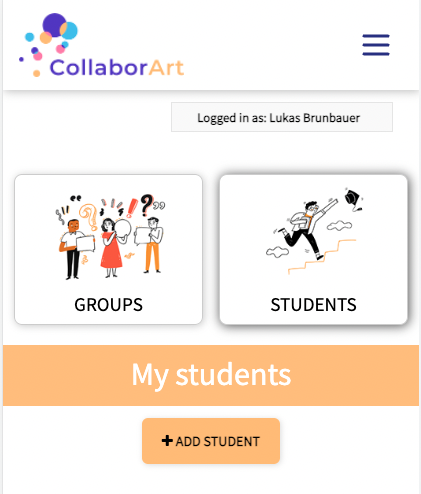 CollaborArt
Logged in as: Lukas Brunbauer
GROUPS
STUDENTS
My students
+ ADD STUDENT